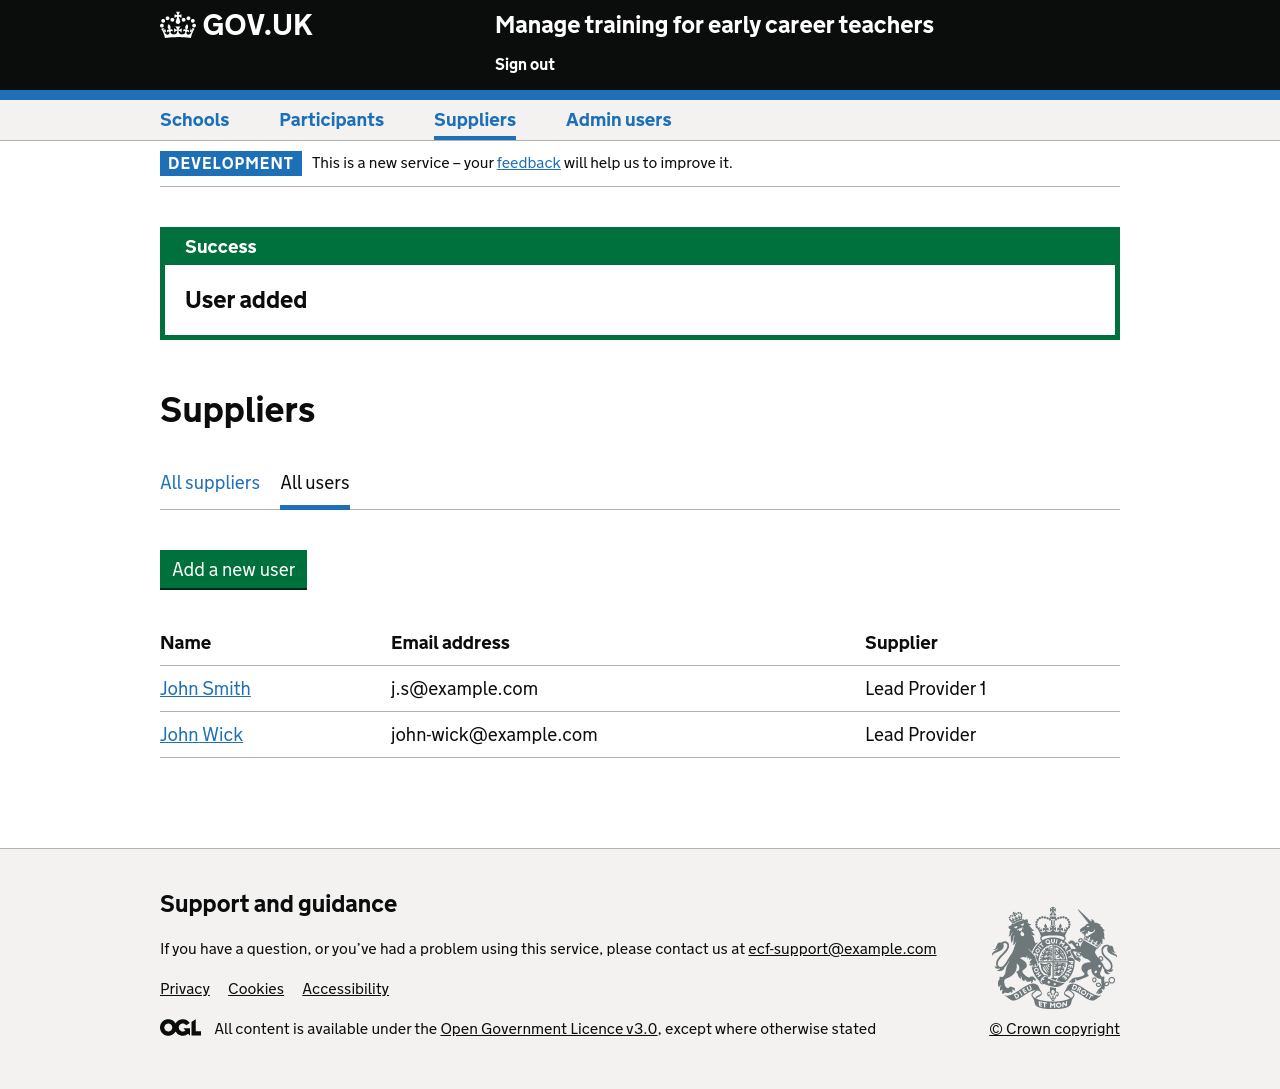 GOV.UK
Manage training for early career teachers
Sign out
Schools Participants Suppliers Admin users
DEVELOPMENT This is a new service – your feedback will help us to improve it.
Success
User added
Suppliers
All suppliers All users
Add a new user
Name Email address Supplier
John Smith j.s@example.com Lead Provider 1
John Wick john-wick@example.com Lead Provider
Support and guidance
If you have a question, or you’ve had a problem using this service, please contact us at ecf-support@example.com
Privacy Cookies Accessibility
OGL All content is available under the Open Government Licence v3.0, except where otherwise stated
© Crown copyright